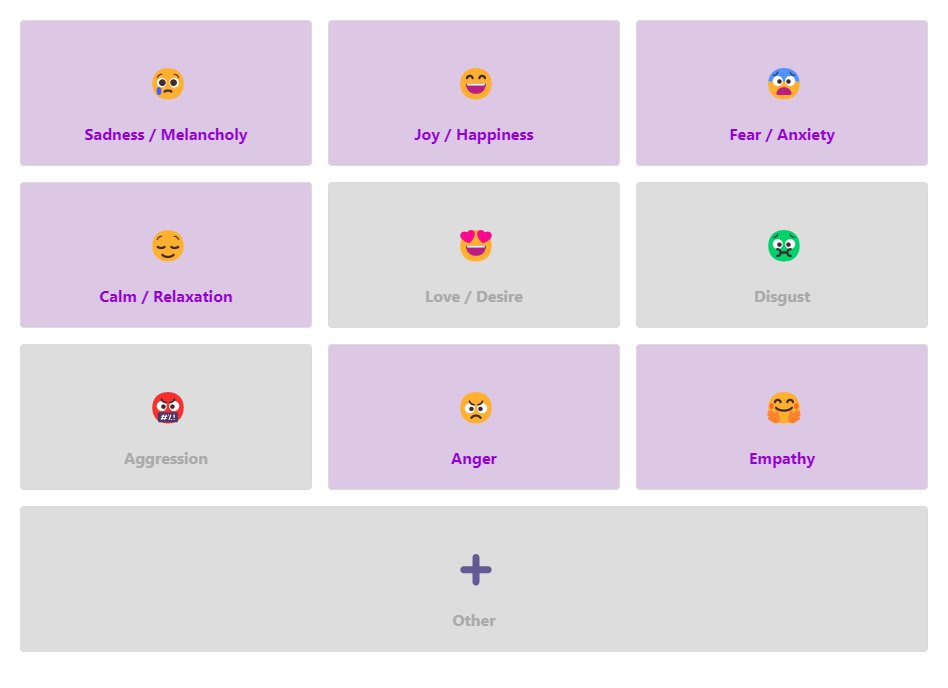 Sadness / Melancholy
Joy / Happiness
Fear / Anxiety
Calm / Relaxation
Love / Desire
Disgust
#?!.!
Aggression
Anger
Empathy
Other